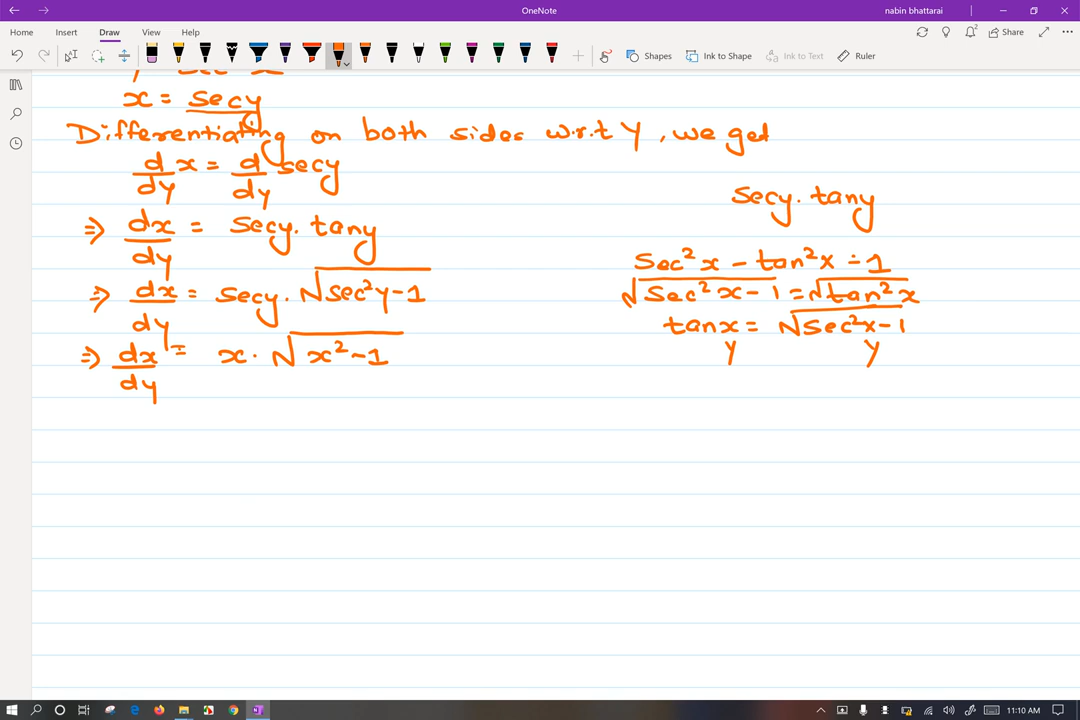 OneNote
nabin bhattarai
Home Insert Draw View Help
Share
Shapes
Ink to Shape
Ink to Text
Ruler
x = secy
Differentiating on both sides w.r.t y, we get
d/dy x = d/dy secy
secy. tany
⇒ dx/dy = secy. tany
sec²x - tan²x = 1
⇒ dx/dy = secy. √sec²y-1
√sec²x-1 = √tan²x
tanx = √sec²x-1
y y
⇒ dx/dy = x. √x²-1
11:10 AM